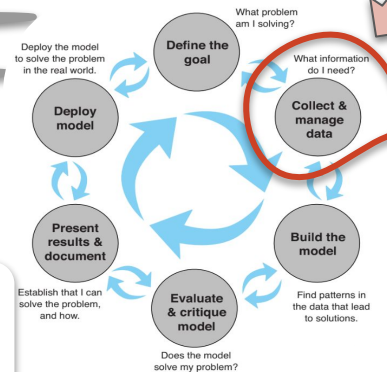 What problem
am I solving?
Define the
goal
What information
do I need?
Collect &
manage
data
Build the
model
Find patterns in
the data that lead
to solutions.
Evaluate
& critique
model
Does the model
solve my problem?
Present
results &
document
Establish that I can
solve the problem,
and how.
Deploy
model
Deploy the model
to solve the problem
in the real world.